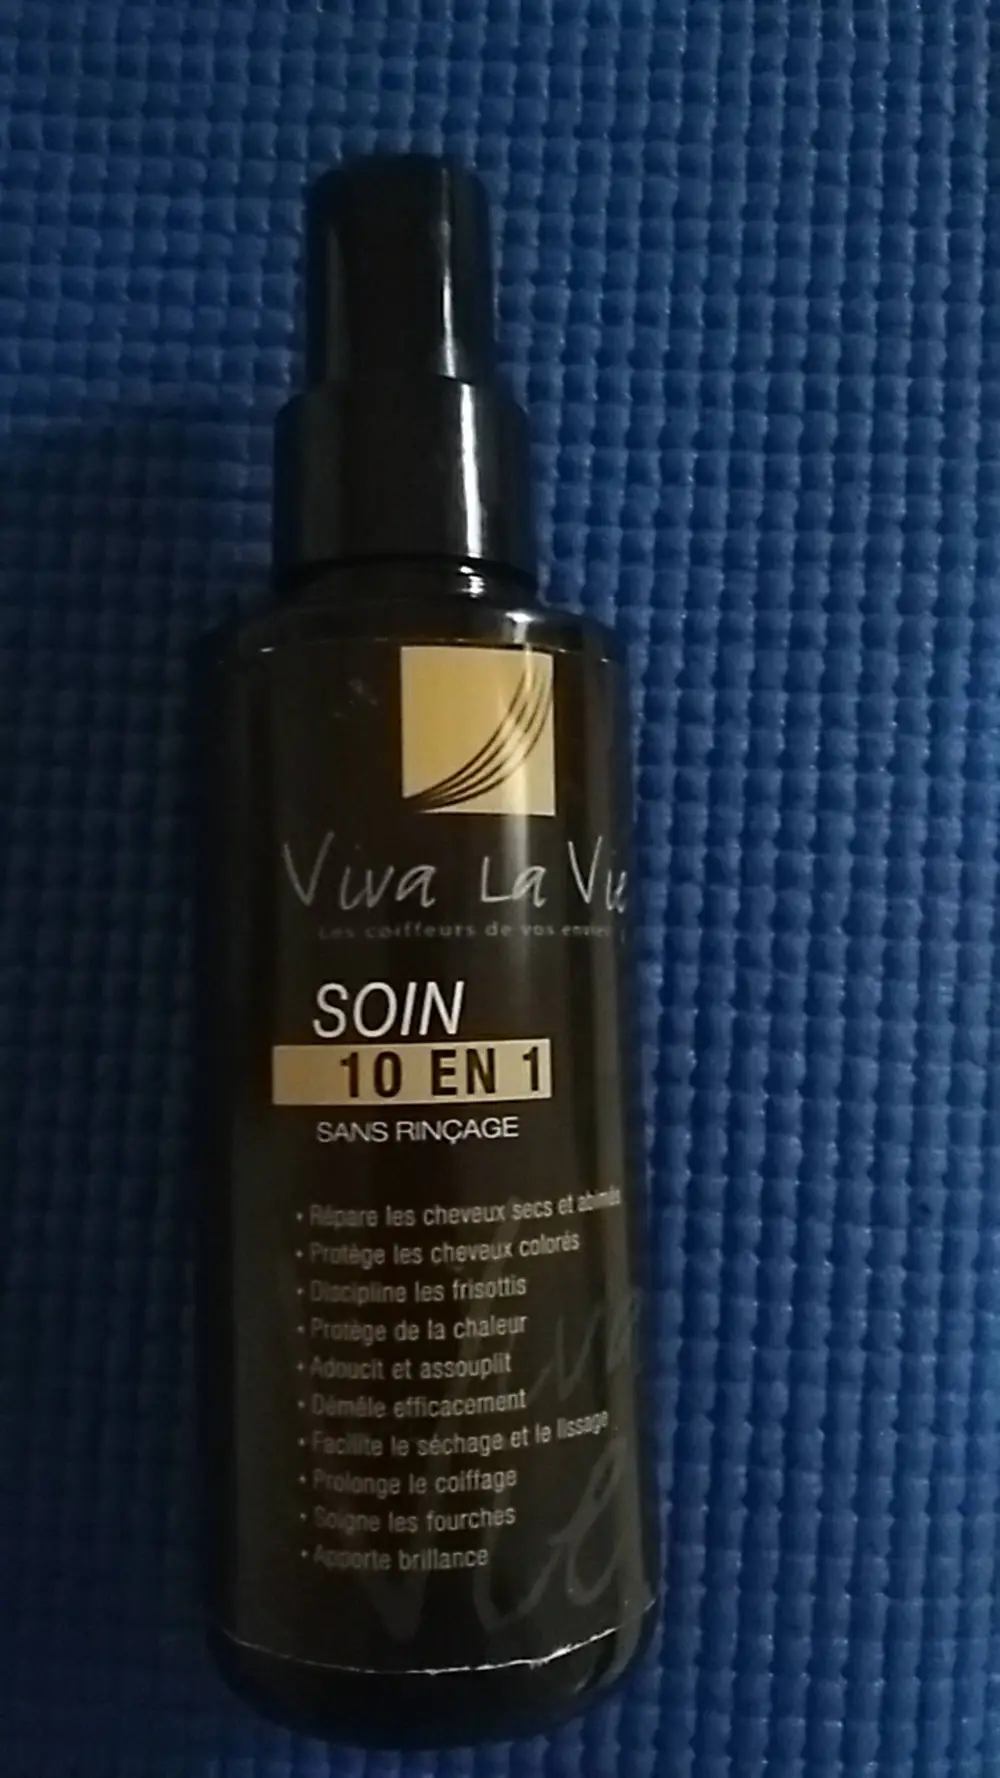 Viva La Vie
Les coiffeurs de vos envies
SOIN
10 EN 1
SANS RINÇAGE
• Répare les cheveux secs et abimés
• Protège les cheveux colorés
• Discipline les frisottis
• Protège de la chaleur
• Adoucit et assouplit
• Démêle efficacement
• Facilite le séchage et le lissage
• Prolonge le coiffage
• Soigne les fourches
• Apporte brillance